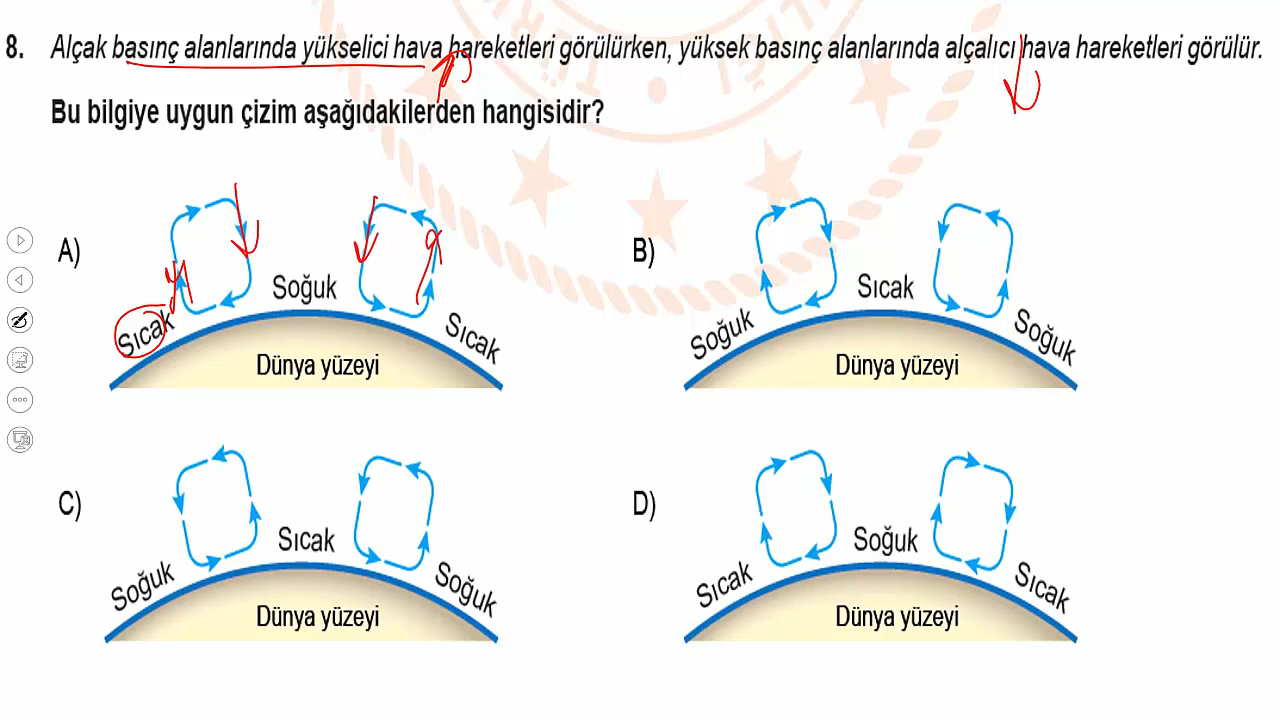 8. Alçak basınç alanlarında yükselici hava hareketleri görülürken, yüksek basınç alanlarında alçalıcı hava hareketleri görülür.
Bu bilgiye uygun çizim aşağıdakilerden hangisidir?
A)
Sıcak
Soğuk
Sıcak
Dünya yüzeyi
B)
Soğuk
Sıcak
Soğuk
Dünya yüzeyi
C)
Soğuk
Sıcak
Soğuk
Dünya yüzeyi
D)
Sıcak
Soğuk
Sıcak
Dünya yüzeyi